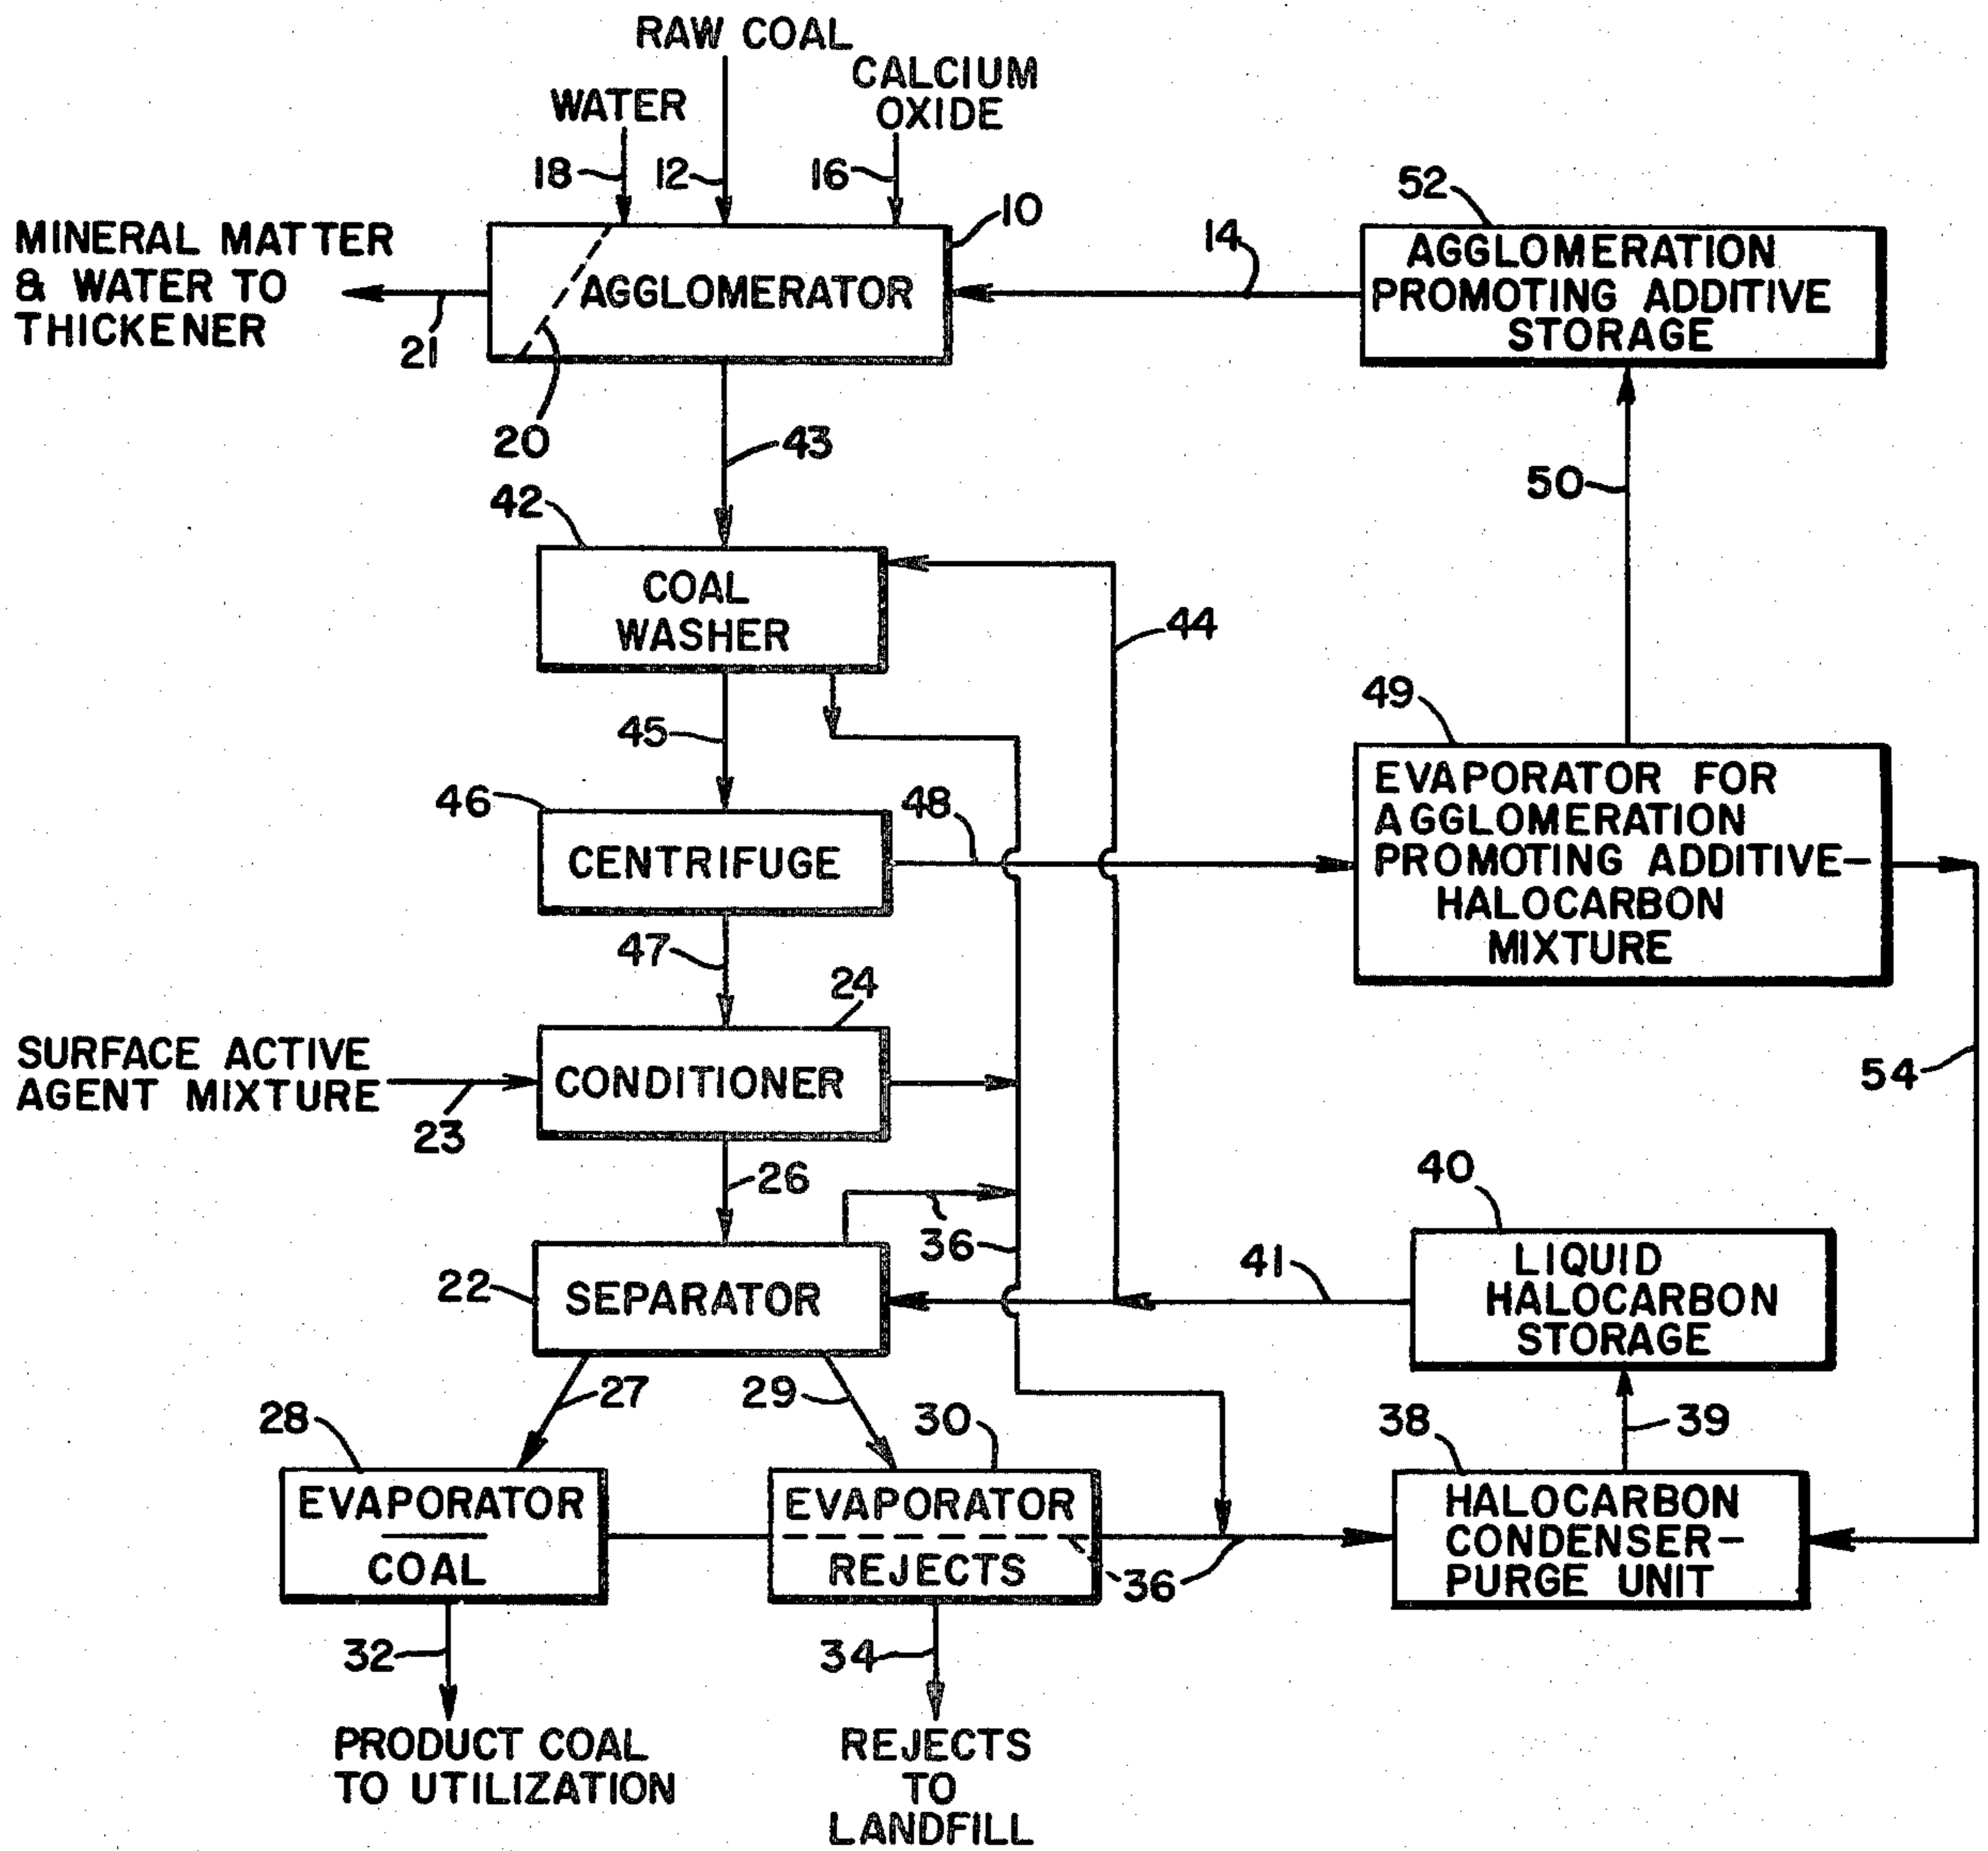 RAW COAL
CALCIUM
OXIDE
WATER
18
12
16
10
52
MINERAL MATTER
& WATER TO
THICKENER
21
20
AGGLOMERATOR
14
AGGLOMERATION
PROMOTING ADDITIVE
STORAGE
43
50
42
COAL
WASHER
44
45
49
46
CENTRIFUGE
48
EVAPORATOR FOR
AGGLOMERATION
PROMOTING ADDITIVE-
HALOCARBON
MIXTURE
47
24
SURFACE ACTIVE
AGENT MIXTURE
23
CONDITIONER
54
26
36
40
22
SEPARATOR
41
LIQUID
HALOCARBON
STORAGE
27
29
28
30
38
39
EVAPORATOR
COAL
EVAPORATOR
REJECTS
36
HALOCARBON
CONDENSER-
PURGE UNIT
32
34
PRODUCT COAL
TO UTILIZATION
REJECTS
TO
LANDFILL